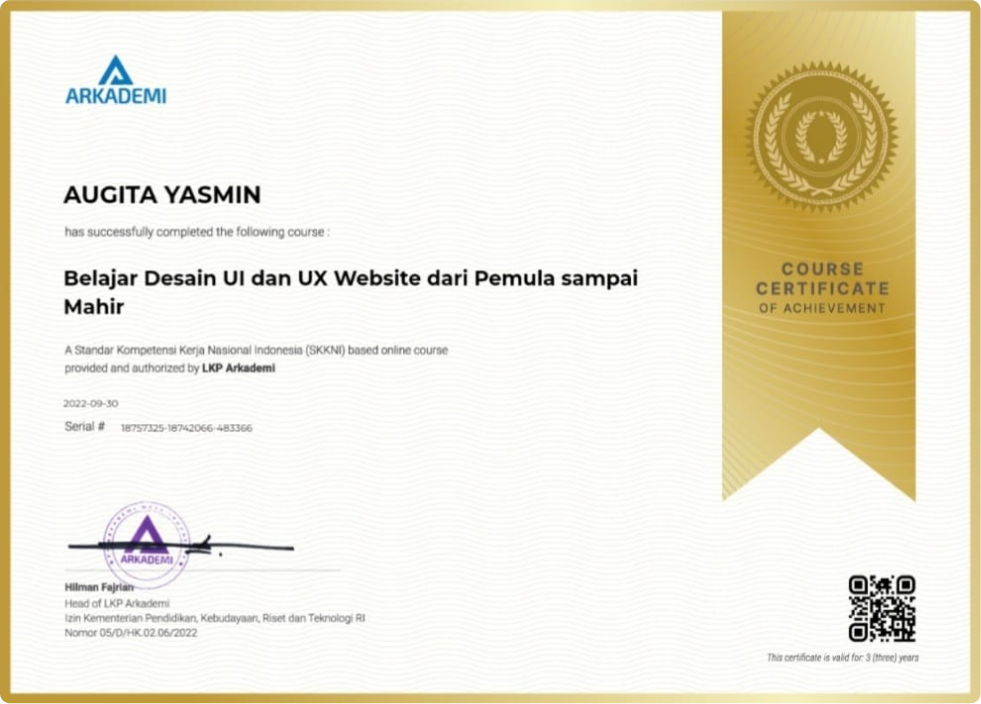 ARKADEMI
AUGITA YASMIN
has successfully completed the following course :
Belajar Desain UI dan UX Website dari Pemula sampai
Mahir
A Standar Kompetensi Kerja Nasional Indonesia (SKKNI) based online course
provided and authorized by LKP Arkademi
2022-09-30
Serial # 18757325-18742066-483366
COURSE
CERTIFICATE
OF ACHIEVEMENT
ARKADEMI
Hilman Fajrian
Head of LKP Arkademi
Izin Kementerian Pendidikan, Kebudayaan, Riset dan Teknologi RI
Nomor 05/D/HK.02.06/2022
This certificate is valid for: 3 (three) years